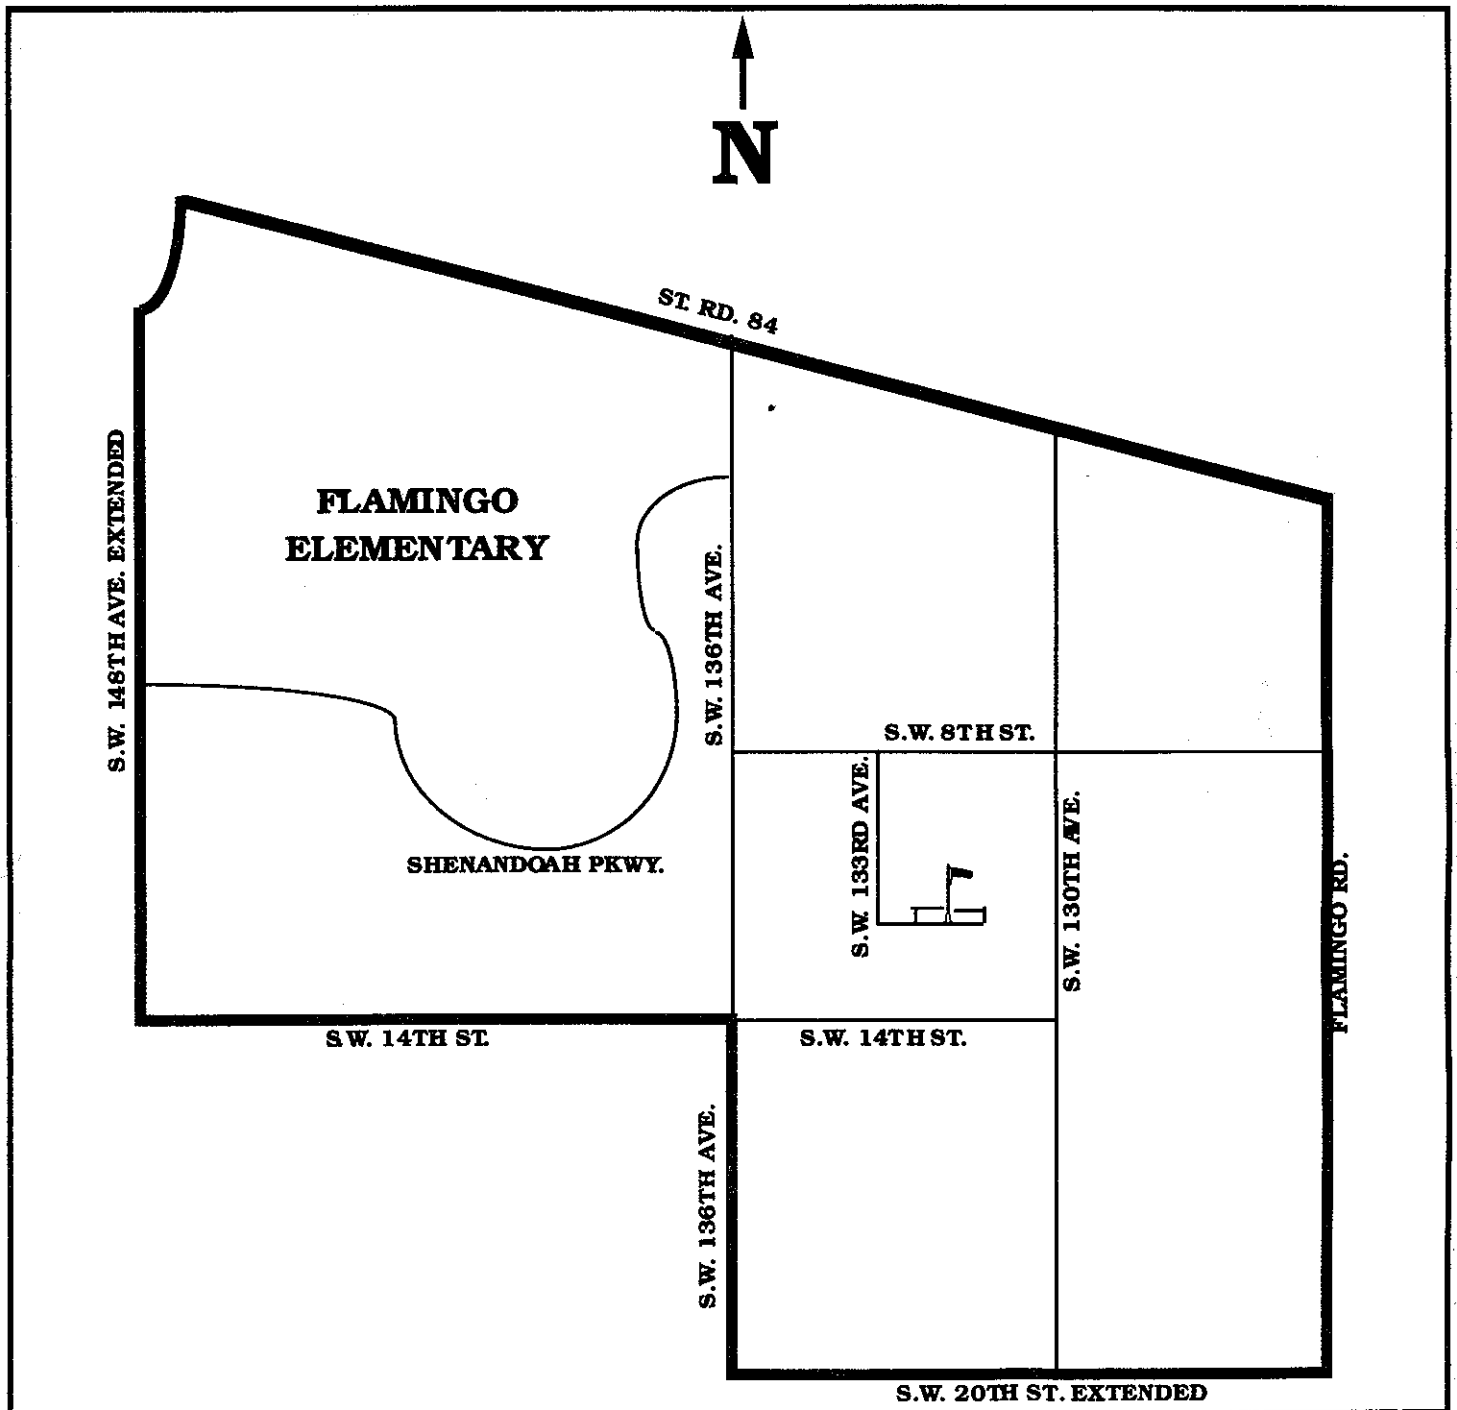 N
ST. RD. 84
S.W. 148TH AVE. EXTENDED
FLAMINGO
ELEMENTARY
S.W. 136TH AVE.
S.W. 8TH ST.
S.W. 133RD AVE.
S.W. 130TH AVE.
SHENANDOAH PKWY.
FLAMINGO RD.
S.W. 14TH ST.
S.W. 14TH ST.
S.W. 136TH AVE.
S.W. 20TH ST. EXTENDED